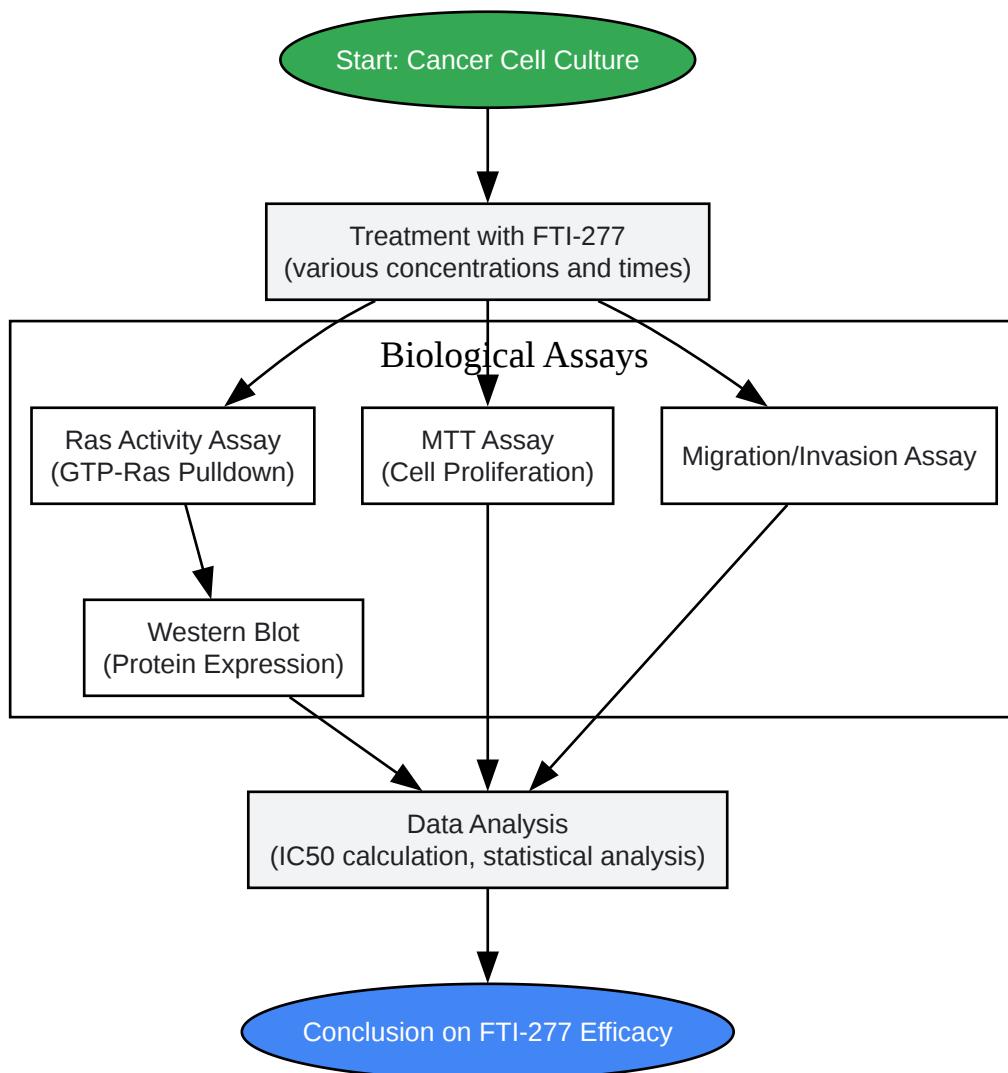 Start: Cancer Cell Culture
Treatment with FTI-277
(various concentrations and times)
Biological Assays
Ras Activity Assay
(GTP-Ras Pulldown)
MTT Assay
(Cell Proliferation)
Migration/Invasion Assay
Western Blot
(Protein Expression)
Data Analysis
(IC50 calculation, statistical analysis)
Conclusion on FTI-277 Efficacy